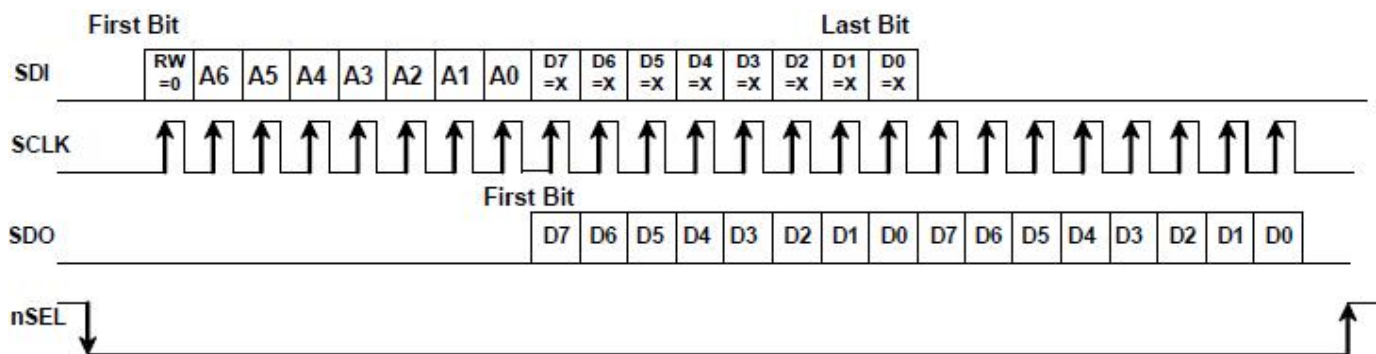 First Bit Last Bit
SDI RW =0 A6 A5 A4 A3 A2 A1 A0 D7 =X D6 =X D5 =X D4 =X D3 =X D2 =X D1 =X D0 =X
SCLK
First Bit
SDO D7 D6 D5 D4 D3 D2 D1 D0 D7 D6 D5 D4 D3 D2 D1 D0
nSEL